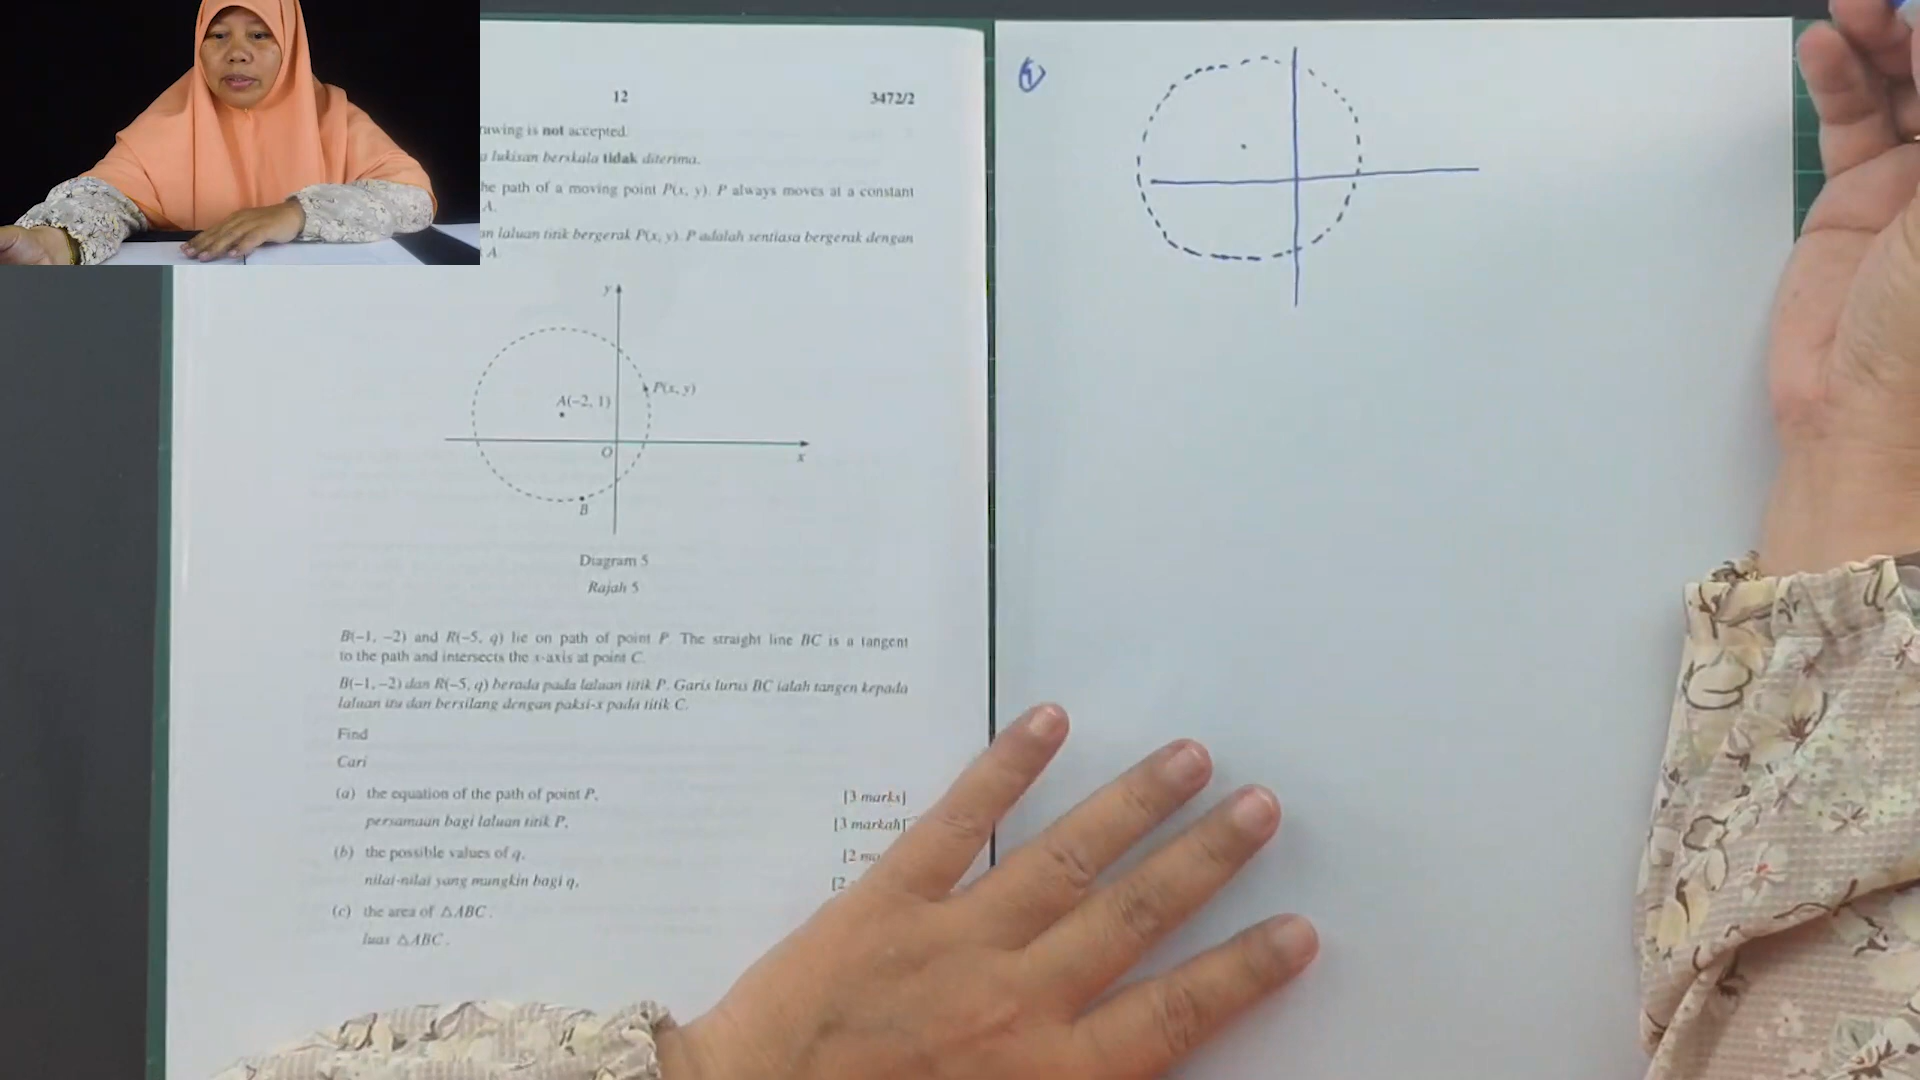 12
3472/2
rawing is not accepted.
a lukisan berskala tidak diterima.
he path of a moving point P(x, y). P always moves at a constant
A.
an laluan titik bergerak P(x, y). P adalah sentiasa bergerak dengan
A.
y
P(x, y)
A(−2, 1)
O
x
B
Diagram 5
Rajah 5
B(−1, −2) and R(−5, q) lie on path of point P. The straight line BC is a tangent
to the path and intersects the x-axis at point C.
B(−1, −2) dan R(−5, q) berada pada laluan titik P. Garis lurus BC ialah tangen kepada
laluan itu dan bersilang dengan paksi-x pada titik C.
Find
Cari
(a) the equation of the path of point P, [3 marks]
persamaan bagi laluan titik P, [3 markah]
(b) the possible values of q, [2
nilai-nilai yang mungkin bagi q, [2
(c) the area of △ABC.
luas △ABC.